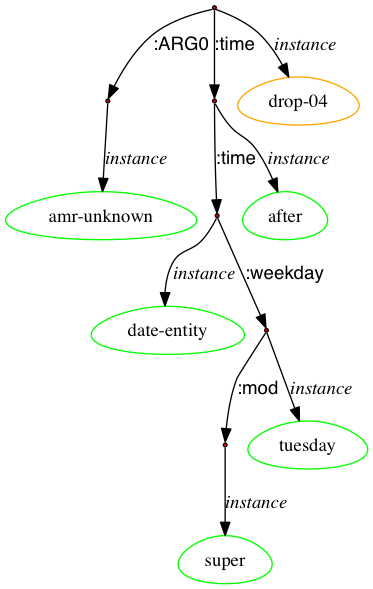 :ARG0 :time instance
drop-04
instance :time instance
amr-unknown after
instance :weekday
date-entity
:mod instance
tuesday
instance
super